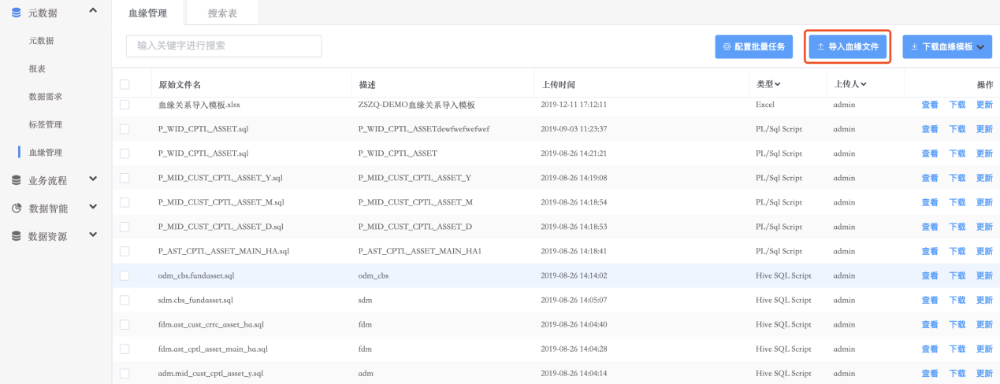 元数据
元数据
报表
数据需求
标签管理
血缘管理
业务流程
数据智能
数据资源
血缘管理 搜索表
输入关键字进行搜索 配置批量任务 导入血缘文件 下载血缘模板
原始文件名 描述 上传时间 类型 上传人 操作
血缘关系导入模板.xlsx ZSZQ-DEMO血缘关系导入模板 2019-12-11 17:12:11 Excel admin 查看 下载 更新
P_WID_CPTL_ASSET.sql P_WID_CPTL_ASSETdewfwefwefwef 2019-09-03 11:23:37 PL/Sql Script admin 查看 下载 更新
P_WID_CPTL_ASSET.sql P_WID_CPTL_ASSET 2019-08-26 14:21:21 PL/Sql Script admin 查看 下载 更新
P_MID_CUST_CPTL_ASSET_Y.sql P_MID_CUST_CPTL_ASSET_Y 2019-08-26 14:19:08 PL/Sql Script admin 查看 下载 更新
P_MID_CUST_CPTL_ASSET_M.sql P_MID_CUST_CPTL_ASSET_M 2019-08-26 14:18:54 PL/Sql Script admin 查看 下载 更新
P_MID_CUST_CPTL_ASSET_D.sql P_MID_CUST_CPTL_ASSET_D 2019-08-26 14:18:53 PL/Sql Script admin 查看 下载 更新
P_AST_CPTL_ASSET_MAIN_HA.sql P_AST_CPTL_ASSET_MAIN_HA1 2019-08-26 14:18:41 PL/Sql Script admin 查看 下载 更新
odm_cbs.fundasset.sql odm_cbs 2019-08-26 14:14:02 Hive SQL Script admin 查看 下载 更新
sdm.cbs_fundasset.sql sdm 2019-08-26 14:05:07 Hive SQL Script admin 查看 下载 更新
fdm.ast_cust_crrc_asset_ha.sql fdm 2019-08-26 14:04:40 Hive SQL Script admin 查看 下载 更新
fdm.ast_cptl_asset_main_ha.sql fdm 2019-08-26 14:04:28 Hive SQL Script admin 查看 下载 更新
adm.mid_cust_cptl_asset_y.sql adm 2019-08-26 14:04:14 Hive SQL Script admin 查看 下载 更新